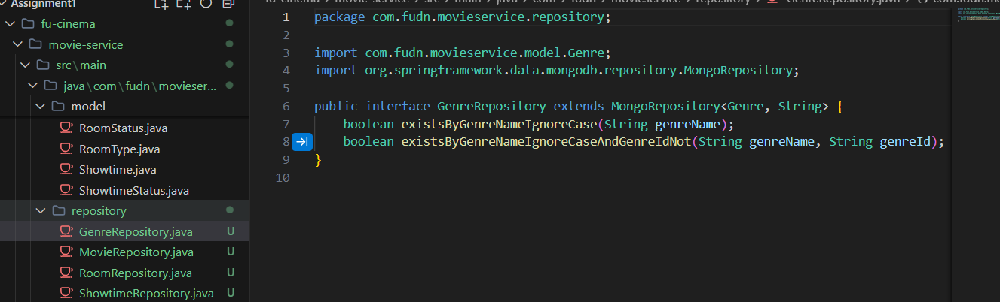 Assignment1
fu-cinema
movie-service
src\main
java\com\fudn\movieser...
model
RoomStatus.java
RoomType.java
Showtime.java
ShowtimeStatus.java
repository
GenreRepository.java U
MovieRepository.java U
RoomRepository.java U
ShowtimeRepository.java U
fu-cinema > movie-service > src > main > java > com > fudn > movieservice > repository > GenreRepository.java > {} com.fudn.mo
1 package com.fudn.movieservice.repository;
2
3 import com.fudn.movieservice.model.Genre;
4 import org.springframework.data.mongodb.repository.MongoRepository;
5
6 public interface GenreRepository extends MongoRepository<Genre, String> {
7 boolean existsByGenreNameIgnoreCase(String genreName);
8 boolean existsByGenreNameIgnoreCaseAndGenreIdNot(String genreName, String genreId);
9 }
10